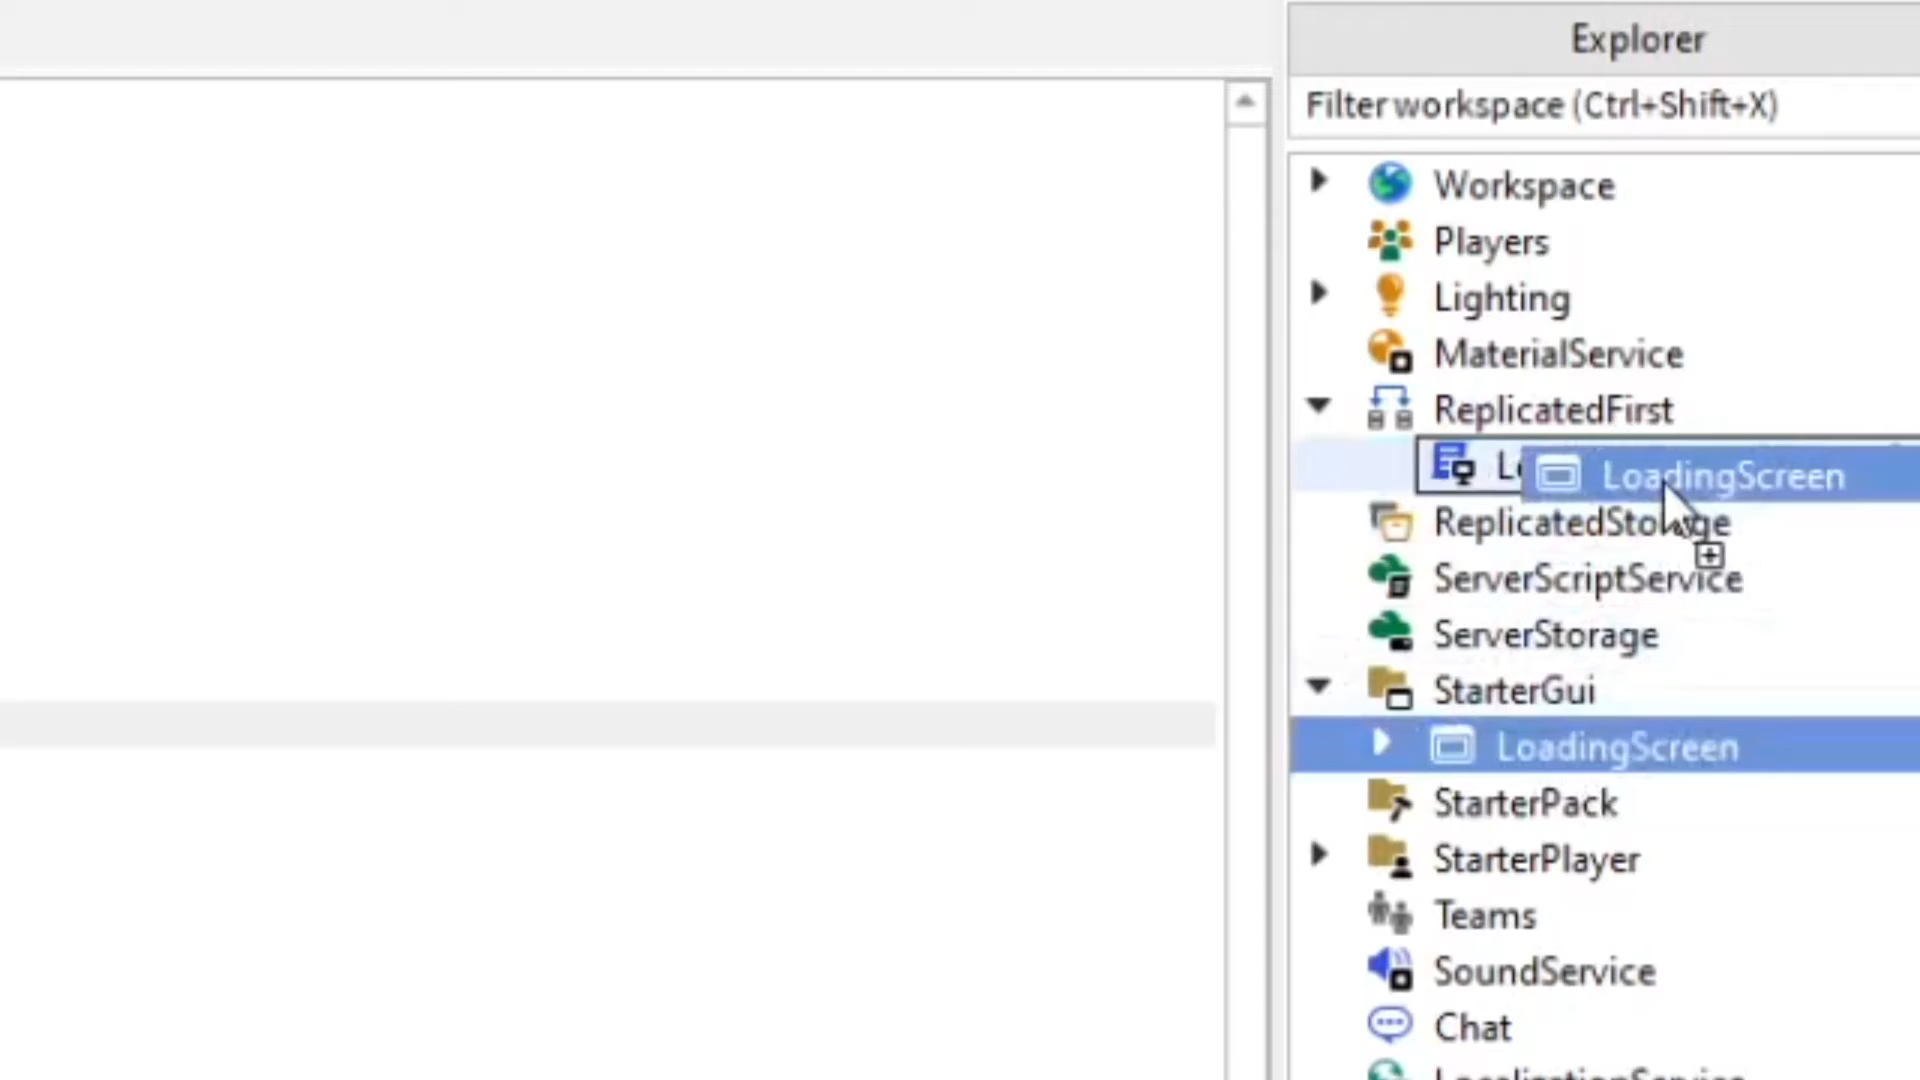 Explorer
Filter workspace (Ctrl+Shift+X)
Workspace
Players
Lighting
MaterialService
ReplicatedFirst
LoadingScreen
ReplicatedStorage
ServerScriptService
ServerStorage
StarterGui
LoadingScreen
StarterPack
StarterPlayer
Teams
SoundService
Chat